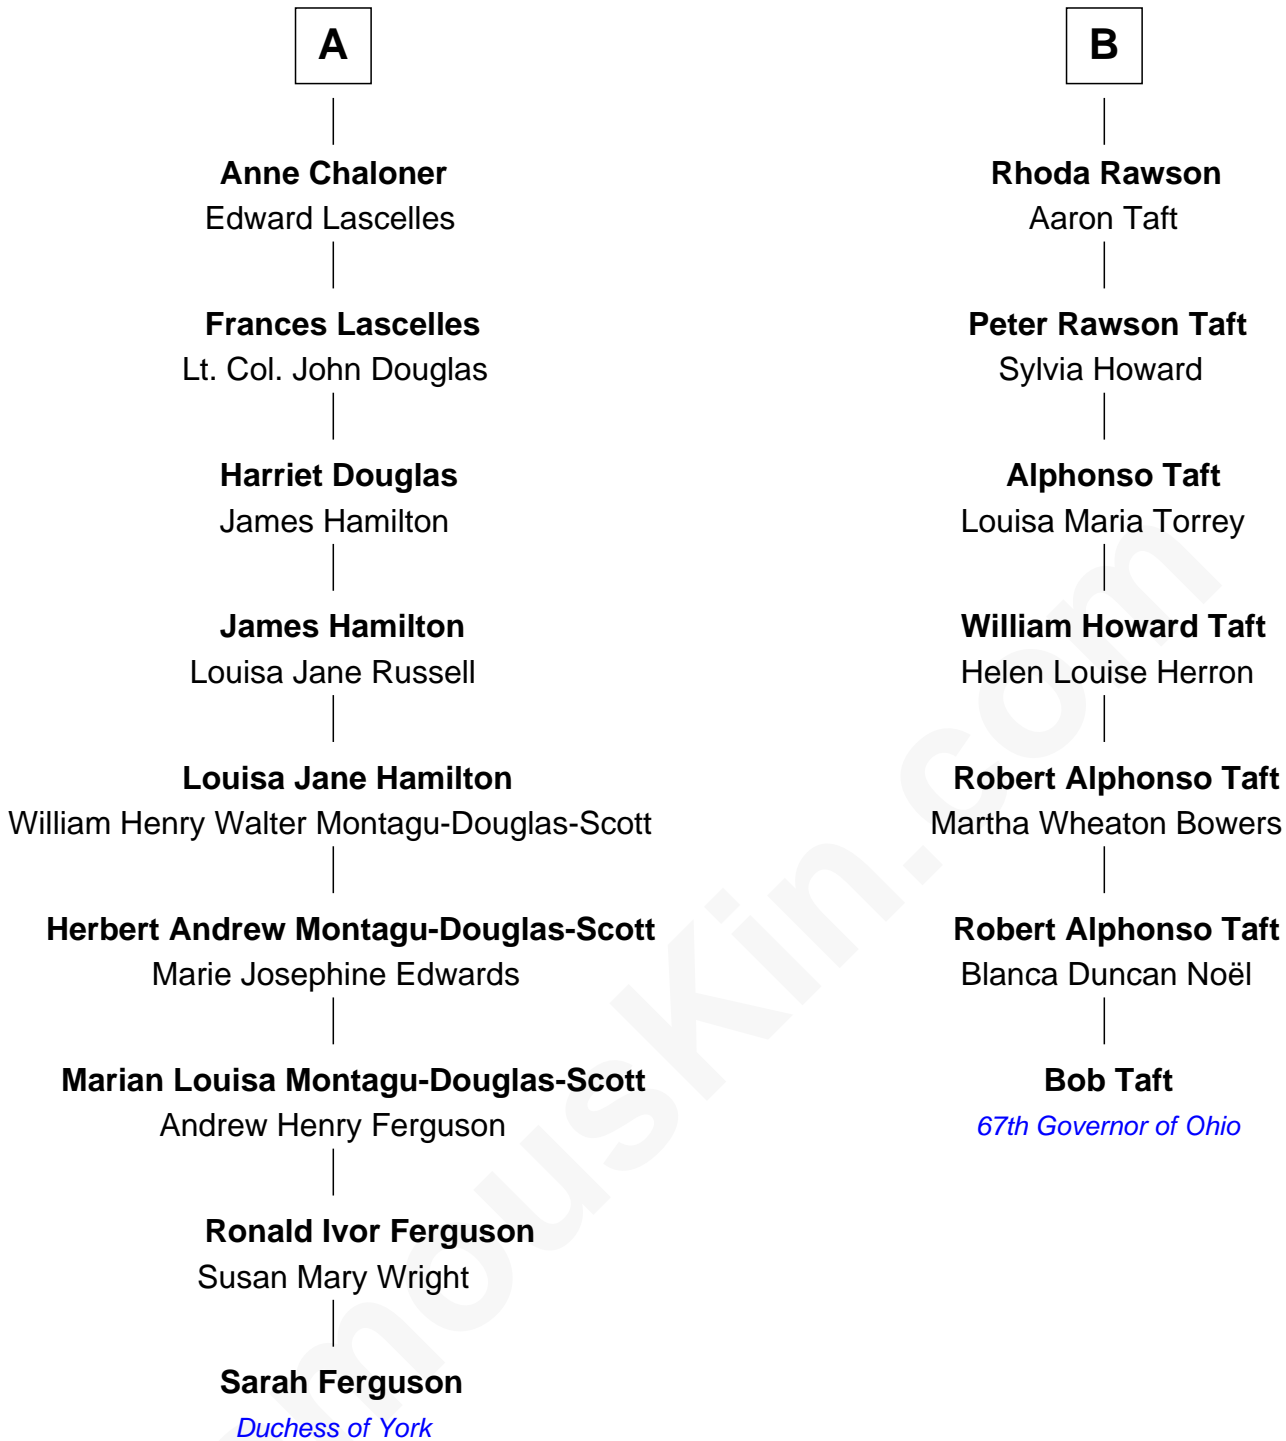 A
Anne Chaloner
Edward Lascelles
Frances Lascelles
Lt. Col. John Douglas
Harriet Douglas
James Hamilton
James Hamilton
Louisa Jane Russell
Louisa Jane Hamilton
William Henry Walter Montagu-Douglas-Scott
Herbert Andrew Montagu-Douglas-Scott
Marie Josephine Edwards
Marian Louisa Montagu-Douglas-Scott
Andrew Henry Ferguson
Ronald Ivor Ferguson
Susan Mary Wright
Sarah Ferguson
Duchess of York
B
Rhoda Rawson
Aaron Taft
Peter Rawson Taft
Sylvia Howard
Alphonso Taft
Louisa Maria Torrey
William Howard Taft
Helen Louise Herron
Robert Alphonso Taft
Martha Wheaton Bowers
Robert Alphonso Taft
Blanca Duncan Noël
Bob Taft
67th Governor of Ohio
mouskin.com